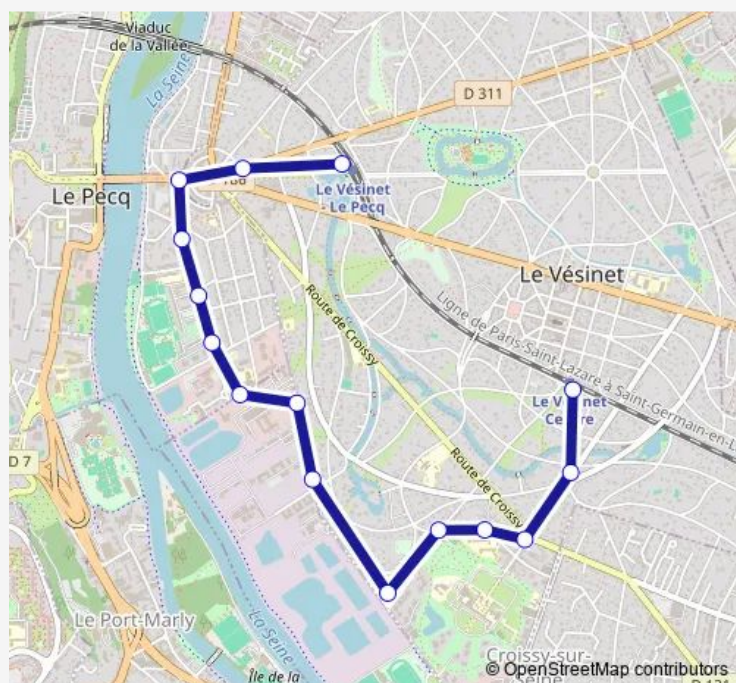 Viaduc
de la Vallée
La Seine
D 311
Le Pecq
Le Vésinet
- Le Pecq
Le Vésinet
Route de Croissy
Ligne de Paris-Saint-Lazare à Saint-Germain-en-L
Centre
D 7
Route de Croissy
Le Port-Marly
La Seine
Île de la
Croissy-sur-
Seine
© OpenStreetMap contributors
D 121